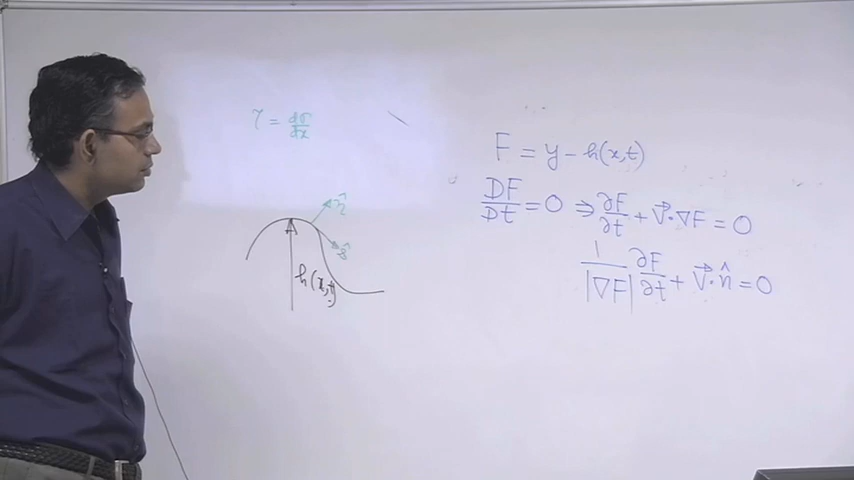 τ = dσ/dx
n̂
ŝ
h(x,t)
F = y − h(x,t)
DF/Dt = 0 ⇒ ∂F/∂t + V⃗·∇F = 0
1/|∇F| ∂F/∂t + V⃗·n̂ = 0